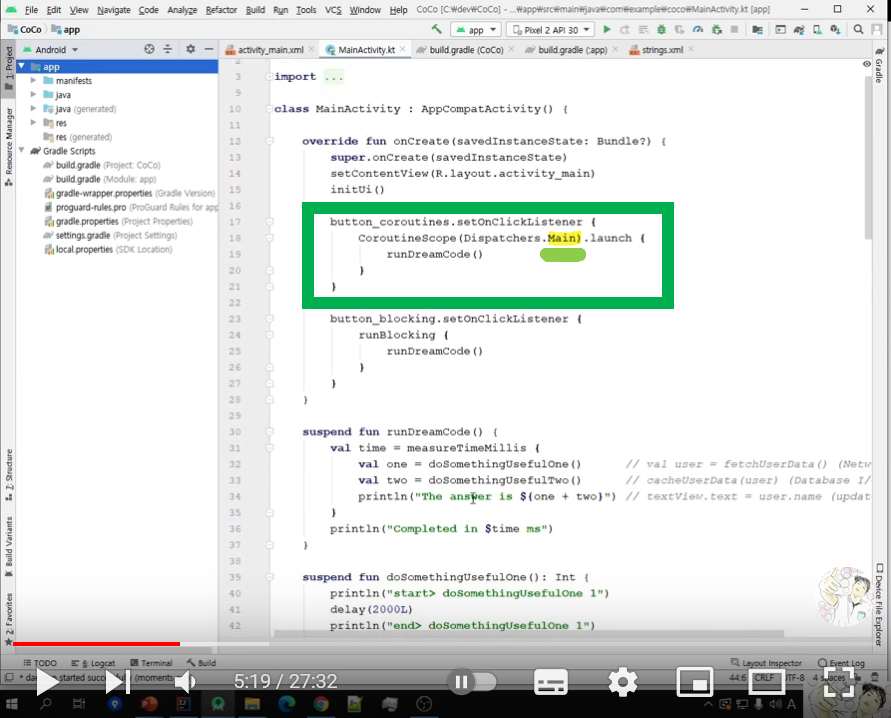 File Edit View Navigate Code Analyze Refactor Build Run Tools VCS Window Help CoCo [C:\dev\CoCo] - ...\app\src\main\java\com\example\coco\MainActivity.kt [app]
CoCo app
app Pixel 2 API 30
Android
activity_main.xml MainActivity.kt build.gradle (CoCo) build.gradle (:app) strings.xml
1: Project
Resource Manager
7: Structure
Build Variants
2: Favorites
app
manifests
java
java (generated)
res
res (generated)
Gradle Scripts
build.gradle (Project: CoCo)
build.gradle (Module: app)
gradle-wrapper.properties (Gradle Version)
proguard-rules.pro (ProGuard Rules for app
gradle.properties (Project Properties)
settings.gradle (Project Settings)
local.properties (SDK Location)
2
3 import ...
9
10 class MainActivity : AppCompatActivity() {
11
12 override fun onCreate(savedInstanceState: Bundle?) {
13 super.onCreate(savedInstanceState)
14 setContentView(R.layout.activity_main)
15 initUi()
16
17 button_coroutines.setOnClickListener {
18 CoroutineScope(Dispatchers.Main).launch {
19 runDreamCode()
20 }
21 }
22
23 button_blocking.setOnClickListener {
24 runBlocking {
25 runDreamCode()
26 }
27 }
28 }
29
30 suspend fun runDreamCode() {
31 val time = measureTimeMillis {
32 val one = doSomethingUsefulOne() // val user = fetchUserData() (Netw
33 val two = doSomethingUsefulTwo() // cacheUserData(user) (Database I/
34 println("The answer is ${one + two}") // textView.text = user.name (updat
35 }
36 println("Completed in $time ms")
37 }
38
39 suspend fun doSomethingUsefulOne(): Int {
40 println("start> doSomethingUsefulOne 1")
41 delay(2000L)
42 println("end> doSomethingUsefulOne 1")
Gradle
Device File Explorer
TODO 6: Logcat Terminal Build Layout Inspector Event Log
44:6 CRLF UTF-8 4 spaces
5:19 / 27:32
A